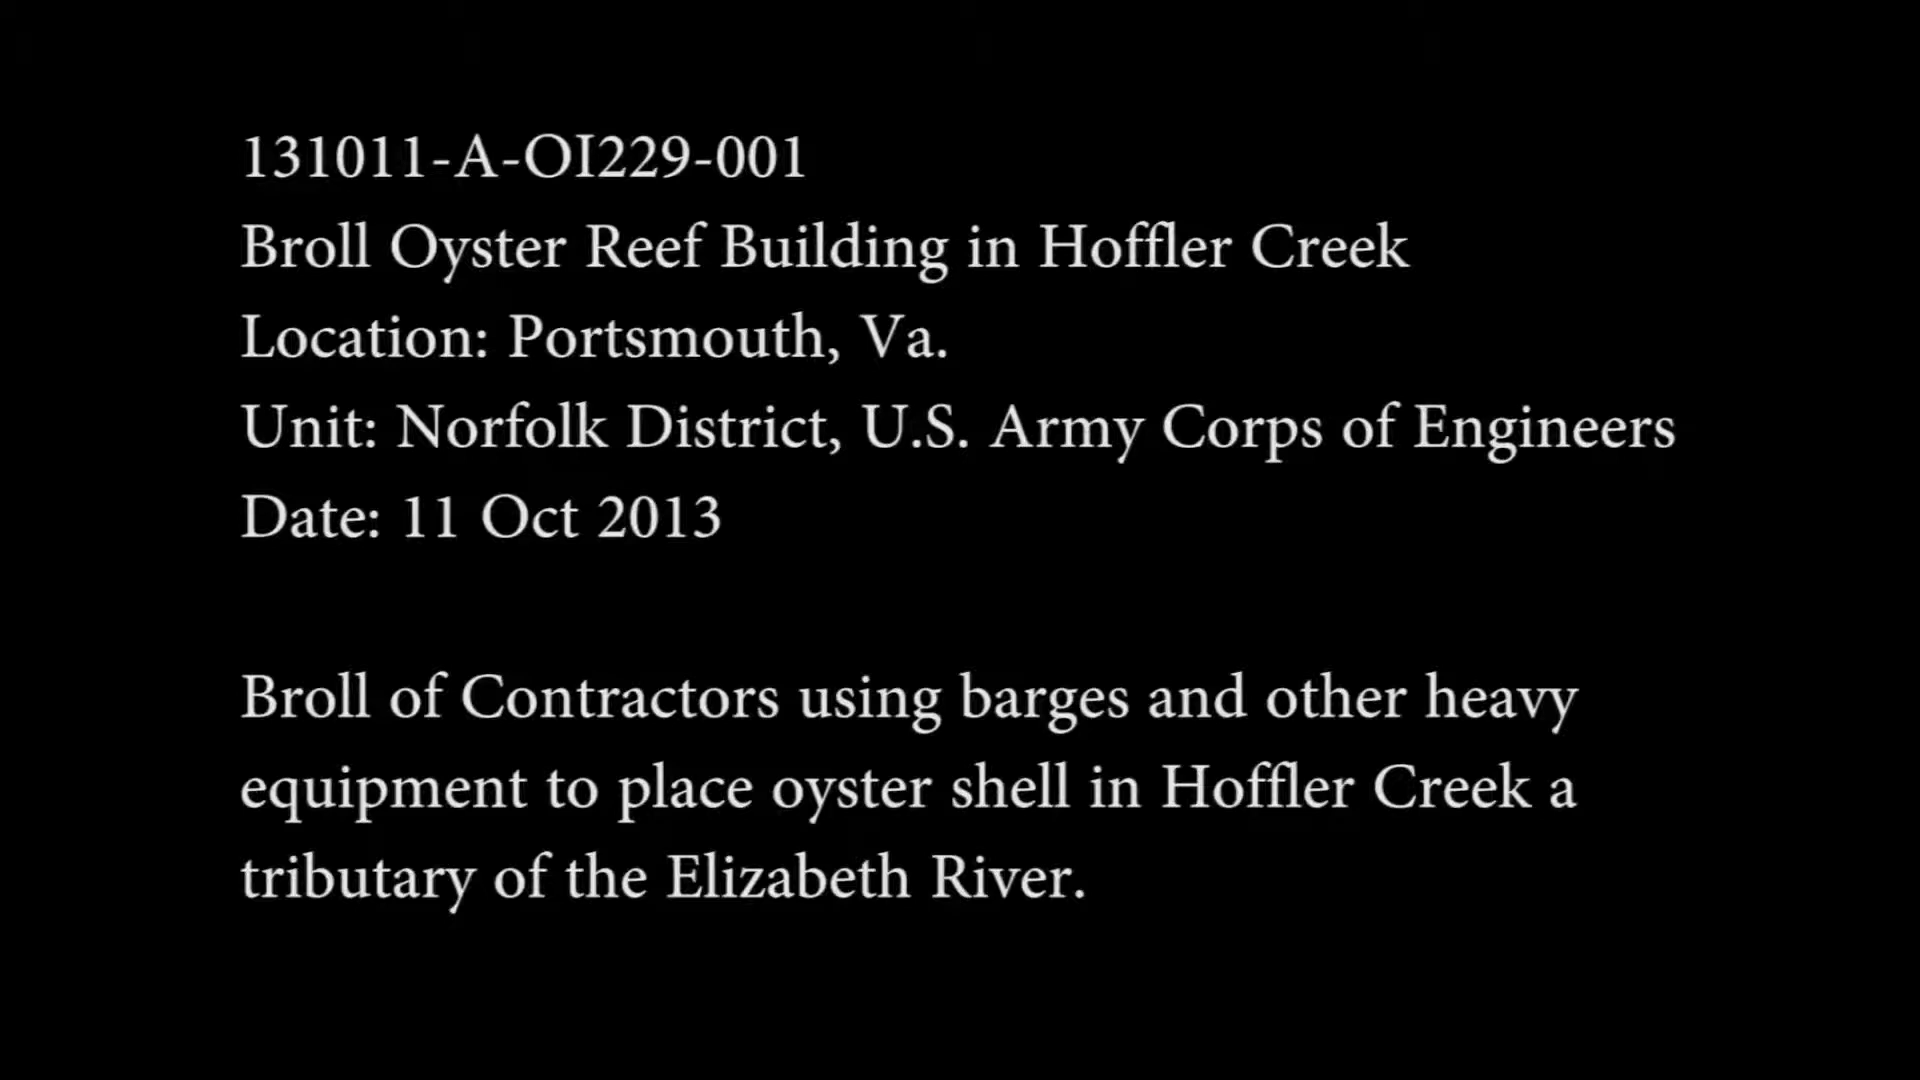 131011-A-OI229-001
Broll Oyster Reef Building in Hoffler Creek
Location: Portsmouth, Va.
Unit: Norfolk District, U.S. Army Corps of Engineers
Date: 11 Oct 2013
Broll of Contractors using barges and other heavy
equipment to place oyster shell in Hoffler Creek a
tributary of the Elizabeth River.